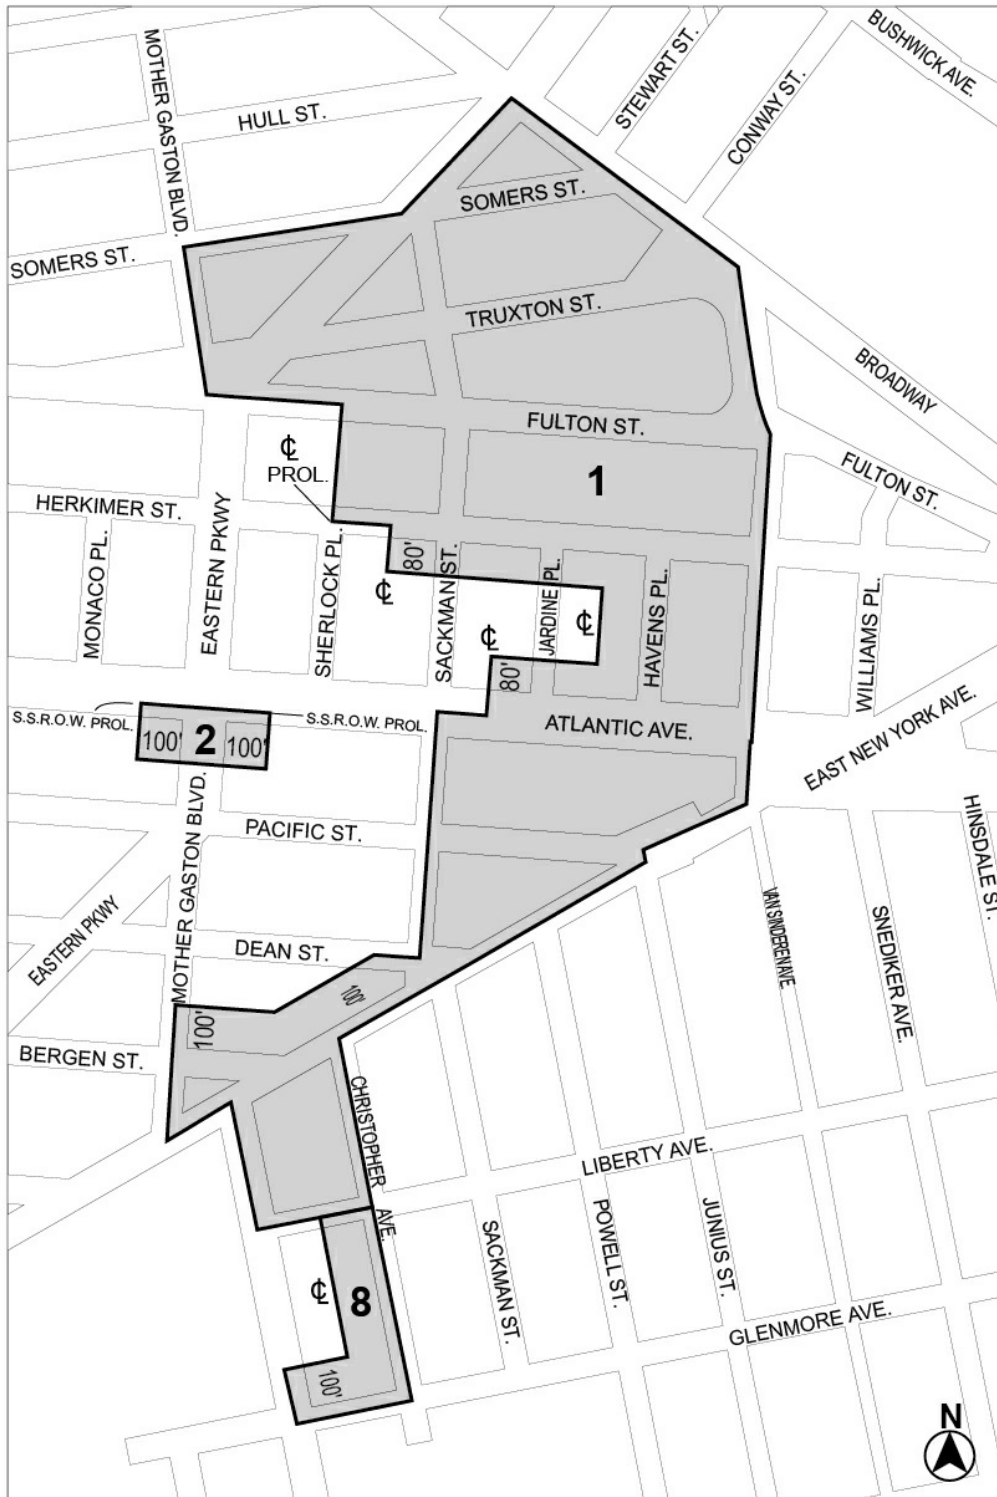 BUSHWICK AVE.
MOTHER GASTON BLVD.
STEWART ST.
CONWAY ST.
HULL ST.
SOMERS ST.
SOMERS ST.
TRUXTON ST.
BROADWAY
FULTON ST.
℄
PROL.
1
FULTON ST.
HERKIMER ST.
MONACO PL.
EASTERN PKWY
SHERLOCK PL.
80'
SACKMAN ST.
℄
JARDINE PL.
℄
℄
HAVENS PL.
WILLIAMS PL.
80'
S.S.R.O.W. PROL.
S.S.R.O.W. PROL.
ATLANTIC AVE.
EAST NEW YORK AVE.
100'
2
100'
MOTHER GASTON BLVD.
PACIFIC ST.
HINSDALE ST.
EASTERN PKWY
DEAN ST.
VAN SINDEREN AVE.
SNEDIKER AVE.
100'
100'
BERGEN ST.
CHRISTOPHER AVE.
LIBERTY AVE.
SACKMAN ST.
POWELL ST.
JUNIUS ST.
℄
8
GLENMORE AVE.
100'
N